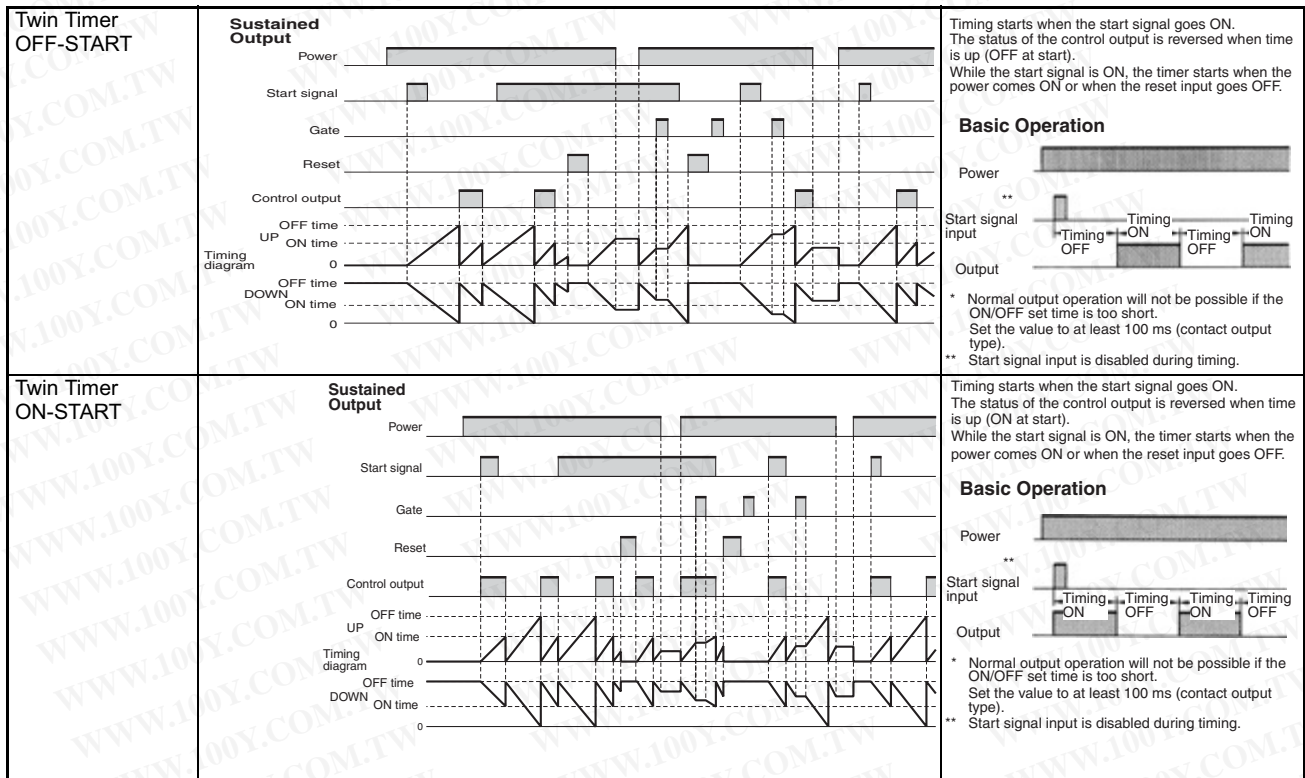 Twin Timer
OFF-START
Sustained
Output
Power
Start signal
Gate
Reset
Control output
OFF time
UP
ON time
Timing
diagram
0
OFF time
DOWN
ON time
0
Timing starts when the start signal goes ON.
The status of the control output is reversed when time
is up (OFF at start).
While the start signal is ON, the timer starts when the
power comes ON or when the reset input goes OFF.
Basic Operation
Power
**
Start signal
input
Timing
ON
Timing
ON
Timing
OFF
Timing
OFF
Output
* Normal output operation will not be possible if the
ON/OFF set time is too short.
Set the value to at least 100 ms (contact output
type).
** Start signal input is disabled during timing.
Twin Timer
ON-START
Sustained
Output
Power
Start signal
Gate
Reset
Control output
OFF time
UP
ON time
Timing
diagram
0
OFF time
DOWN
ON time
0
Timing starts when the start signal goes ON.
The status of the control output is reversed when time
is up (ON at start).
While the start signal is ON, the timer starts when the
power comes ON or when the reset input goes OFF.
Basic Operation
Power
**
Start signal
input
Timing
ON
Timing
OFF
Timing
ON
Timing
OFF
Output
* Normal output operation will not be possible if the
ON/OFF set time is too short.
Set the value to at least 100 ms (contact output
type).
** Start signal input is disabled during timing.
WWW.100Y.COM.TW